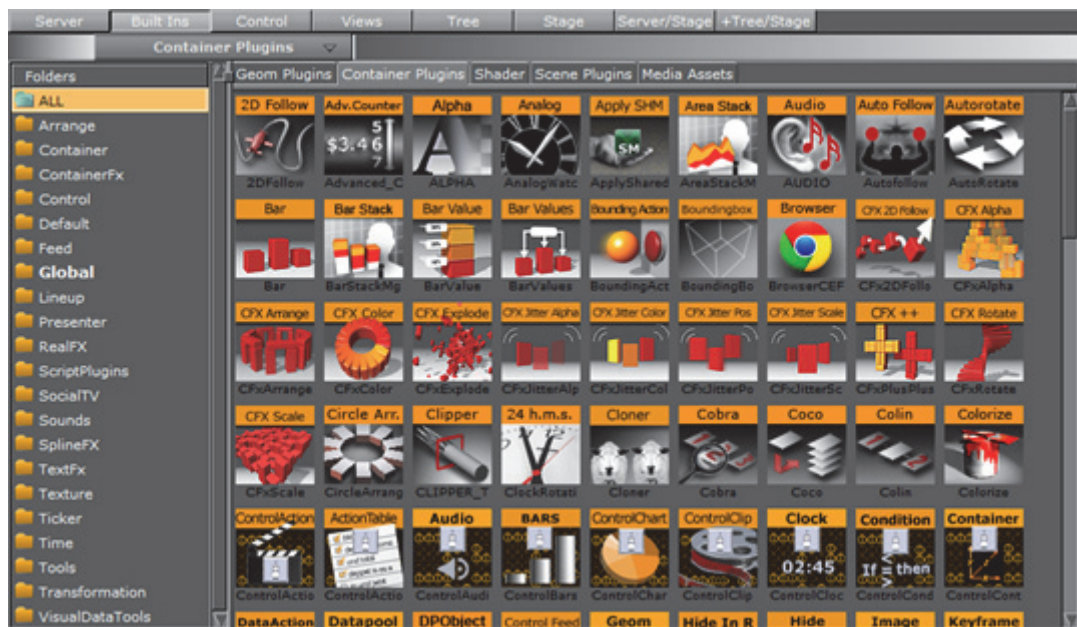 Server Built Ins Control Views Tree Stage Server/Stage +Tree/Stage
Container Plugins
Folders
Geom Plugins Container Plugins Shader Scene Plugins Media Assets
ALL
Arrange
Container
ContainerFx
Control
Default
Feed
Global
Lineup
Presenter
RealFX
ScriptPlugins
SocialTV
Sounds
SplineFX
TextFx
Texture
Ticker
Time
Tools
Transformation
VisualDataTools
2D Follow Adv.Counter Alpha Analog Apply SHM Area Stack Audio Auto Follow Autorotate
$3.4 5 6 7 A SM
2DFollow Advanced_C ALPHA AnalogWatc ApplyShared AreaStackM AUDIO Autofollow AutoRotate
Bar Bar Stack Bar Value Bar Values Bounding Action Boundingbox Browser CFX 2D Follow CFX Alpha
Bar BarStackMg BarValue BarValues BoundingAct BoundingBo BrowserCEF CFx2DFollo CFxAlpha
CFX Arrange CFX Color CFX Explode CFX Jitter Alpha CFX Jitter Color CFX Jitter Pos CFX Jitter Scale CFX ++ CFX Rotate
CFxArrange CFxColor CFxExplode CFxJitterAlp CFxJitterCol CFxJitterPo CFxJitterSc CFxPlusPlus CFxRotate
CFX Scale Circle Arr. Clipper 24 h.m.s. Cloner Cobra Coco Colin Colorize
CFxScale CircleArrang CLIPPER_T ClockRotati Cloner Cobra Coco Colin Colorize
ControlAction ActionTable Audio BARS ControlChart ControlClip Clock Condition Container
02:45 If = then
ControlActio ControlActio ControlAudi ControlBars ControlChar ControlClip ControlCloc ControlCond ControlCont
DataAction Datapool DPObject Control Feed Geom Hide In R Hide Image Keyframe